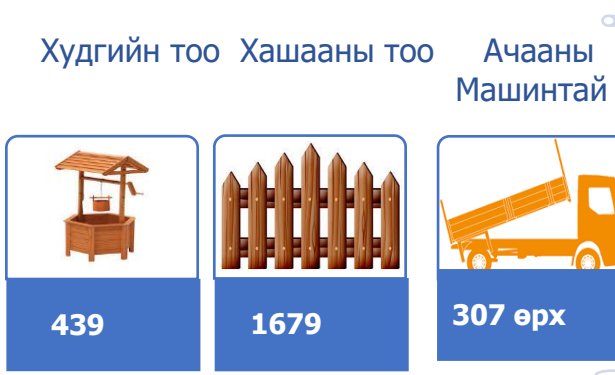 Худгийн тоо
Хашааны тоо
Ачааны
Машинтай
439
1679
307 өрх